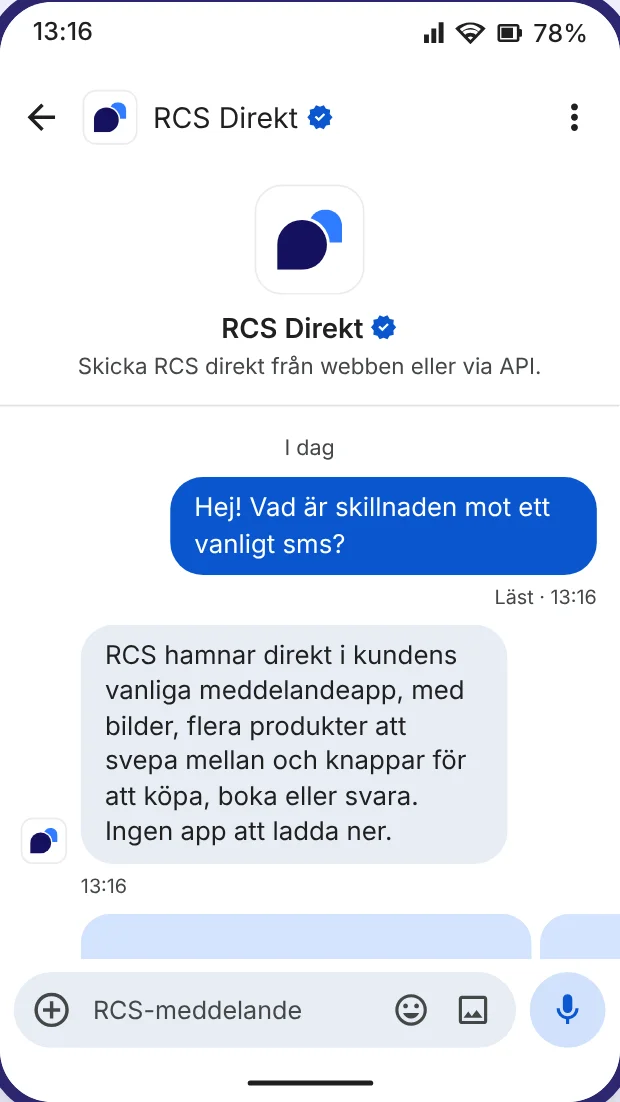 13:16
78%
RCS Direkt
RCS Direkt
Skicka RCS direkt från webben eller via API.
I dag
Hej! Vad är skillnaden mot ett
vanligt sms?
Läst · 13:16
RCS hamnar direkt i kundens
vanliga meddelandeapp, med
bilder, flera produkter att
svepa mellan och knappar för
att köpa, boka eller svara.
Ingen app att ladda ner.
13:16
RCS-meddelande